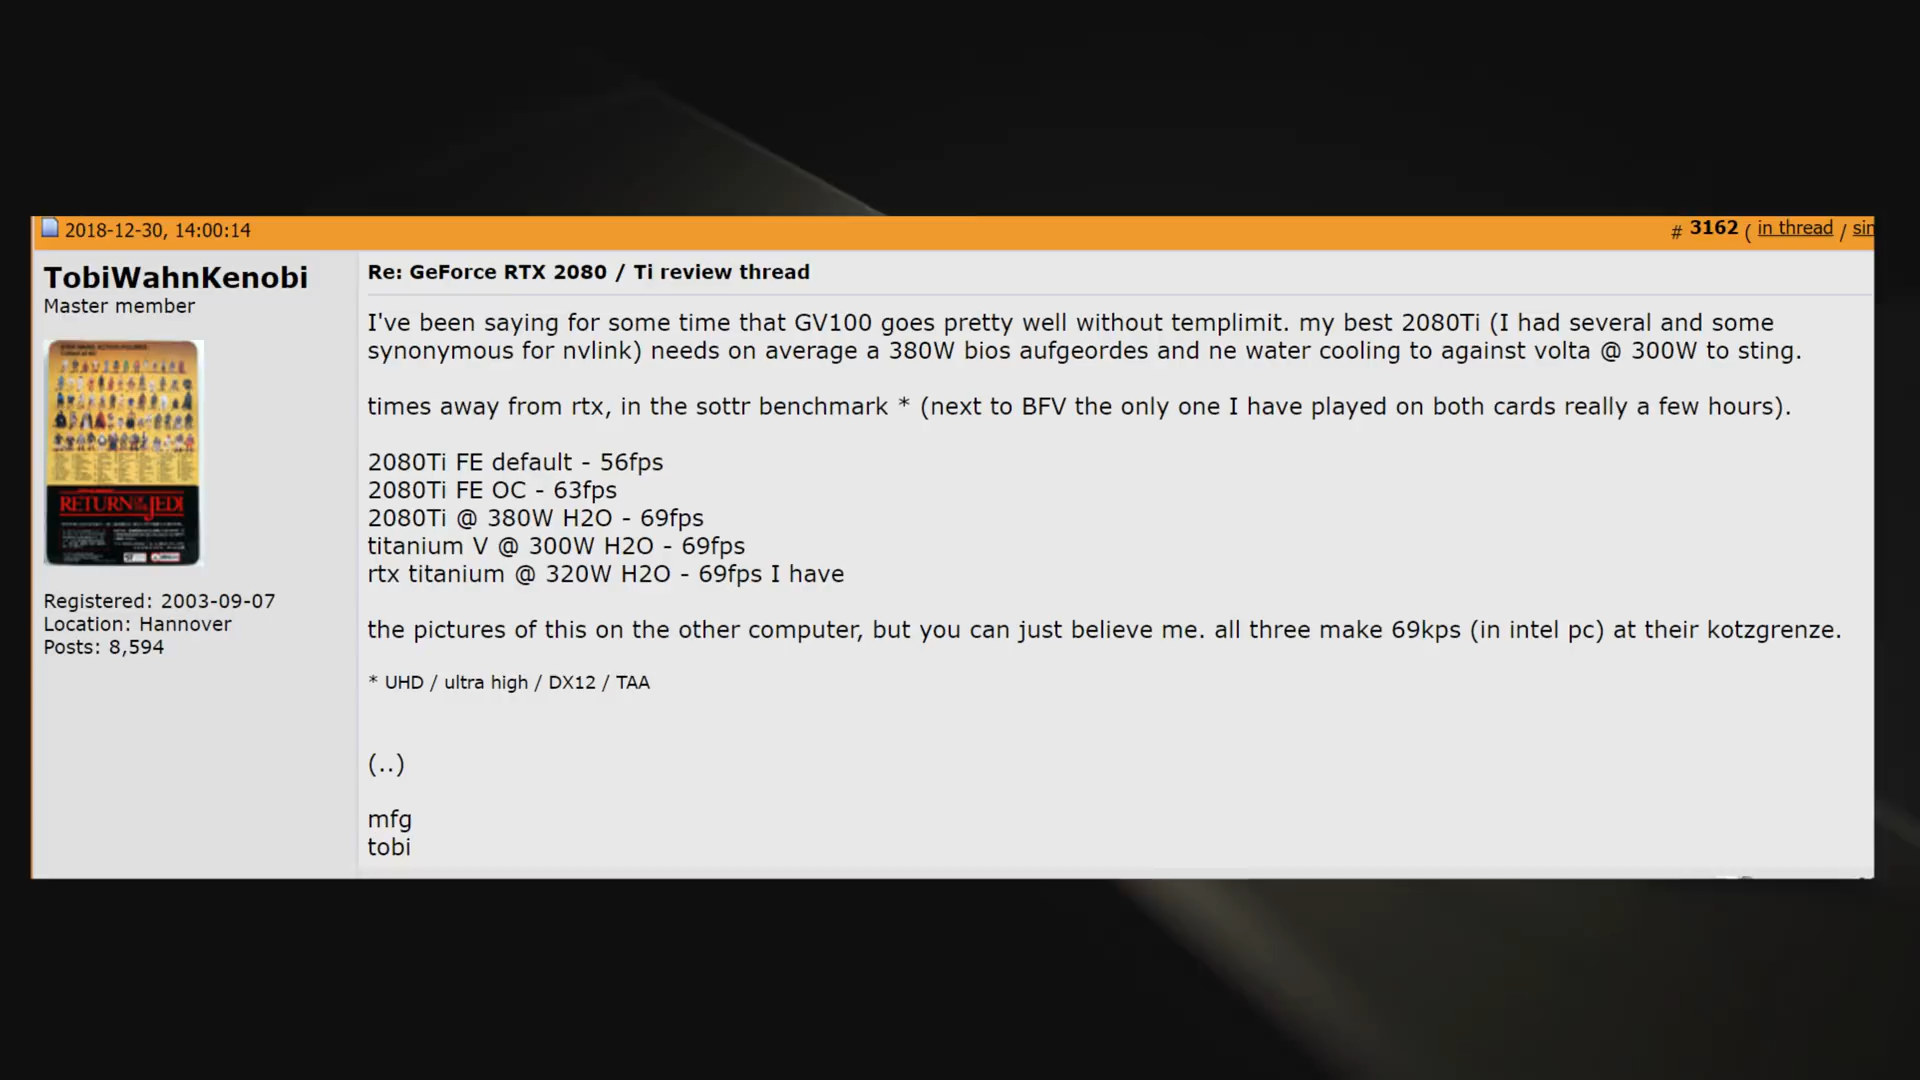 2018-12-30, 14:00:14
# 3162 ( in thread / sin
TobiWahnKenobi
Master member
RETURN OF THE JEDI
Registered: 2003-09-07
Location: Hannover
Posts: 8,594
Re: GeForce RTX 2080 / Ti review thread
I've been saying for some time that GV100 goes pretty well without templimit. my best 2080Ti (I had several and some
synonymous for nvlink) needs on average a 380W bios aufgeordes and ne water cooling to against volta @ 300W to sting.
times away from rtx, in the sottr benchmark * (next to BFV the only one I have played on both cards really a few hours).
2080Ti FE default - 56fps
2080Ti FE OC - 63fps
2080Ti @ 380W H2O - 69fps
titanium V @ 300W H2O - 69fps
rtx titanium @ 320W H2O - 69fps I have
the pictures of this on the other computer, but you can just believe me. all three make 69kps (in intel pc) at their kotzgrenze.
* UHD / ultra high / DX12 / TAA
(..)
mfg
tobi